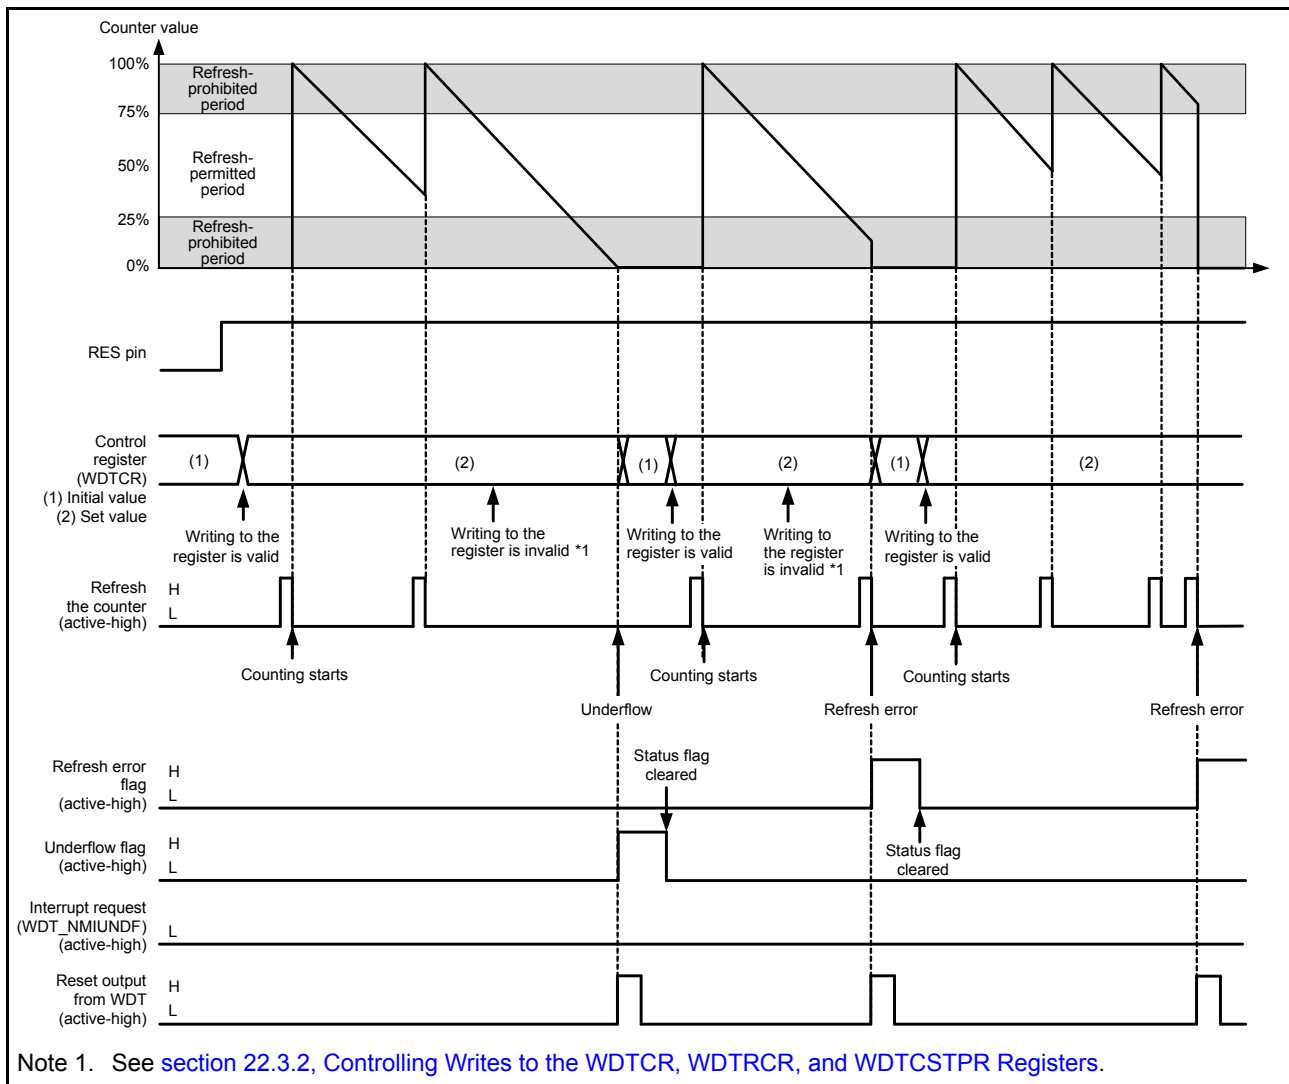 Counter value
100%
Refresh-
prohibited
period
75%
50%
Refresh-
permitted
period
25%
Refresh-
prohibited
period
0%
RES pin
Control
register
(WDTCR)
(1) Initial value
(2) Set value
(1)
(2)
(1)
(2)
(1)
(2)
Writing to the
register is valid
Writing to the
register is invalid *1
Writing to the
register is valid
Writing to
the register
is invalid *1
Writing to the
register is valid
Refresh
the counter
(active-high)
H
L
Counting starts
Counting starts
Counting starts
Underflow
Refresh error
Refresh error
Refresh error
flag
(active-high)
H
L
Status flag
cleared
Underflow flag
(active-high)
H
L
Status flag
cleared
Interrupt request
(WDT_NMIUNDF)
(active-high)
L
Reset output
from WDT
(active-high)
H
L
Note 1. See section 22.3.2, Controlling Writes to the WDTCR, WDTRCR, and WDTCSTPR Registers.